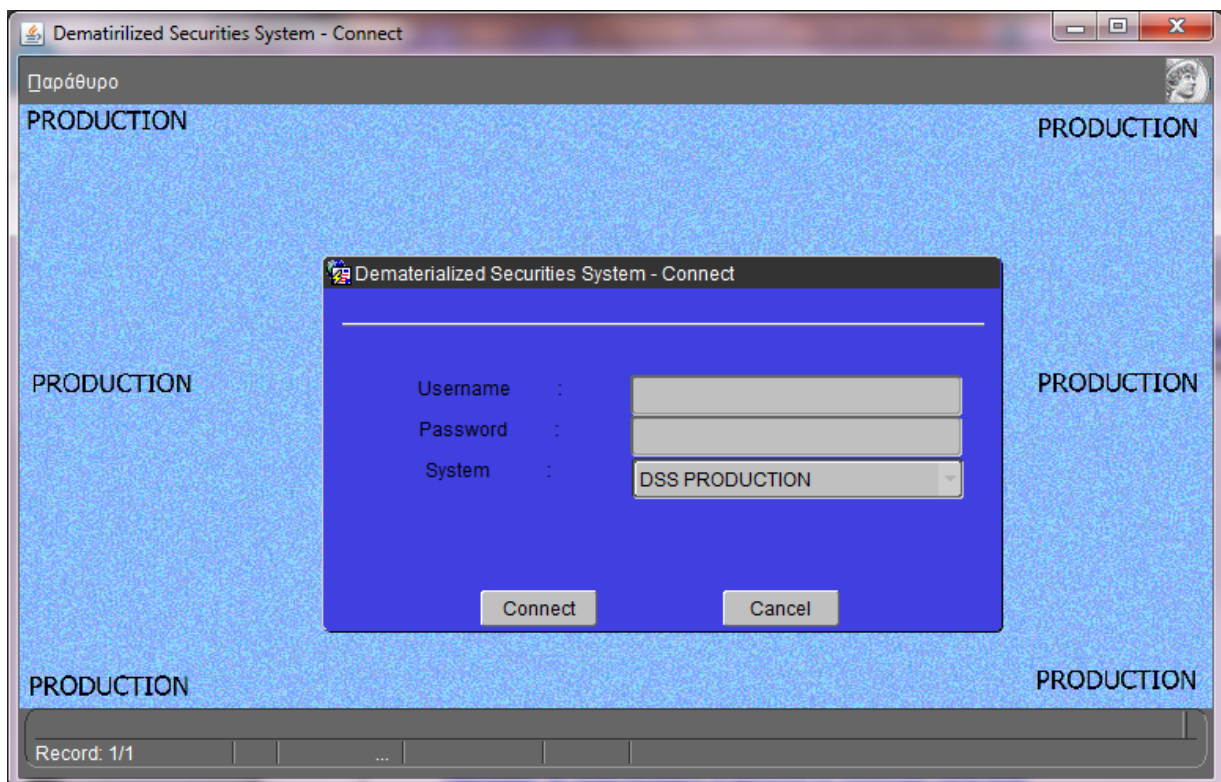 Dematirilized Securities System - Connect
Παράθυρο
PRODUCTION
PRODUCTION
Dematerialized Securities System - Connect
PRODUCTION
PRODUCTION
Username :
Password :
System : DSS PRODUCTION
Connect Cancel
PRODUCTION
PRODUCTION
Record: 1/1 ...